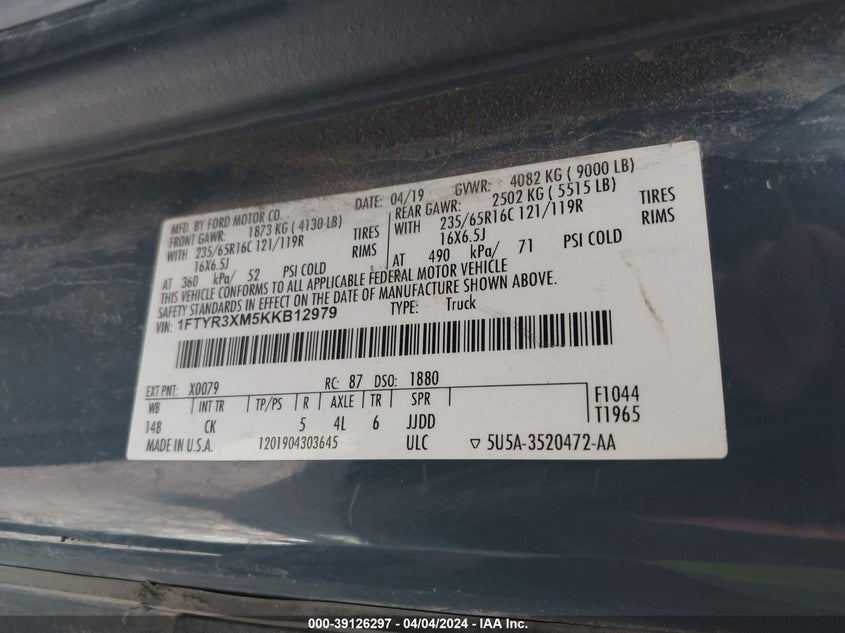 MFD. BY FORD MOTOR CO. DATE: 04/19 GVWR: 4082 KG ( 9000 LB)
FRONT GAWR: 1873 KG ( 4130 LB) REAR GAWR: 2502 KG ( 5515 LB)
WITH 235/65R16C 121/119R TIRES WITH 235/65R16C 121/119R TIRES
16X6.5J RIMS 16X6.5J RIMS
AT 360 kPa/ 52 PSI COLD AT 490 kPa/ 71 PSI COLD
THIS VEHICLE CONFORMS TO ALL APPLICABLE FEDERAL MOTOR VEHICLE
SAFETY STANDARDS IN EFFECT ON THE DATE OF MANUFACTURE SHOWN ABOVE.
VIN: 1FTYR3XM5KKB12979 TYPE: Truck
EXT PNT: X0079 RC: 87 DSO: 1880
WB INT TR TP/PS R AXLE TR SPR F1044
148 CK 5 4L 6 JJDD T1965
MADE IN U.S.A. 1201904303645 ULC ▽ 5U5A-3520472-AA
000-39126297 - 04/04/2024 - IAA Inc.